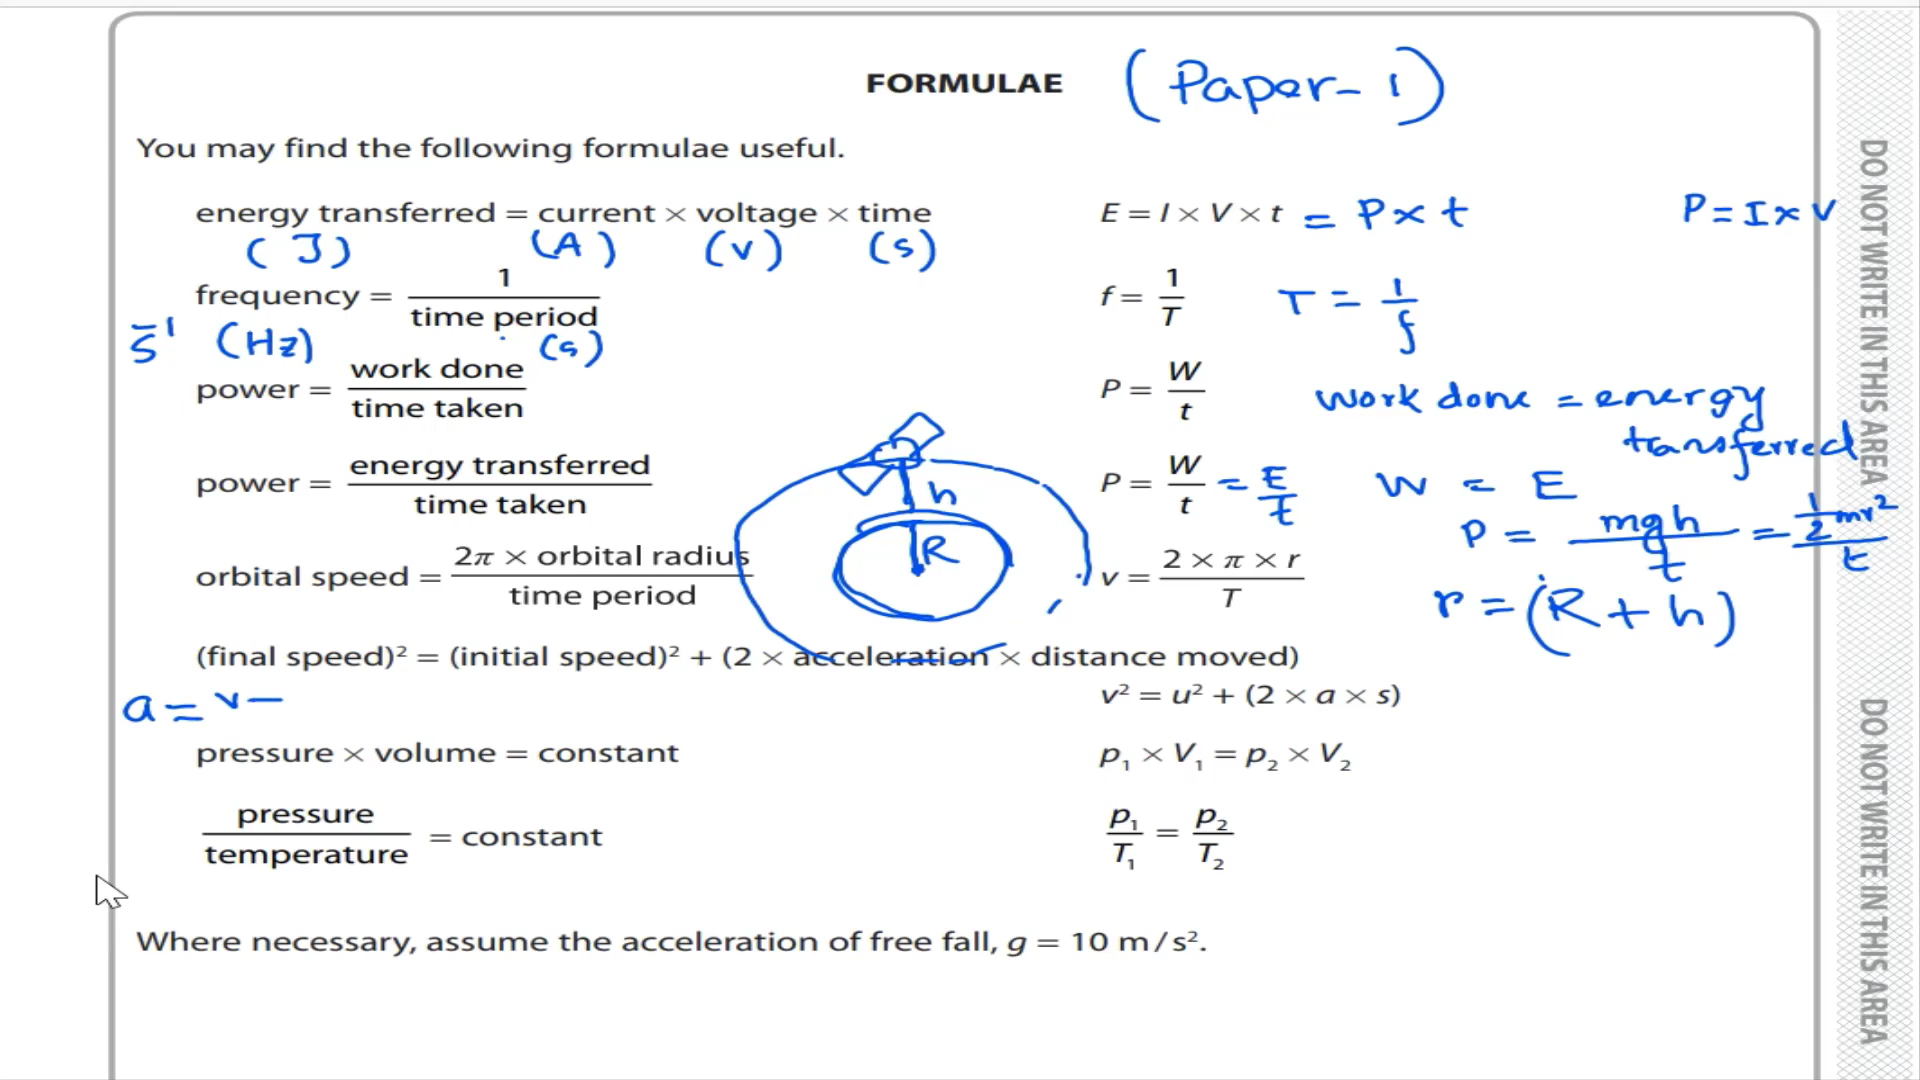 FORMULAE (Paper-1)
You may find the following formulae useful.
energy transferred = current × voltage × time E = I × V × t = P × t P = I × V
(J) (A) (V) (s)
frequency = 1 / time period f = 1 / T T = 1 / f
s⁻¹ (Hz) (s)
power = work done / time taken P = W / t work done = energy transferred
power = energy transferred / time taken P = W / t = E / t W = E
h
P = mgh / t = ½mv² / t
R
orbital speed = 2π × orbital radius / time period v = 2 × π × r / T r = (R + h)
(final speed)² = (initial speed)² + (2 × acceleration × distance moved)
v² = u² + (2 × a × s)
a = v –
pressure × volume = constant p₁ × V₁ = p₂ × V₂
pressure / temperature = constant p₁ / T₁ = p₂ / T₂
Where necessary, assume the acceleration of free fall, g = 10 m/s².
DO NOT WRITE IN THIS AREA
DO NOT WRITE IN THIS AREA